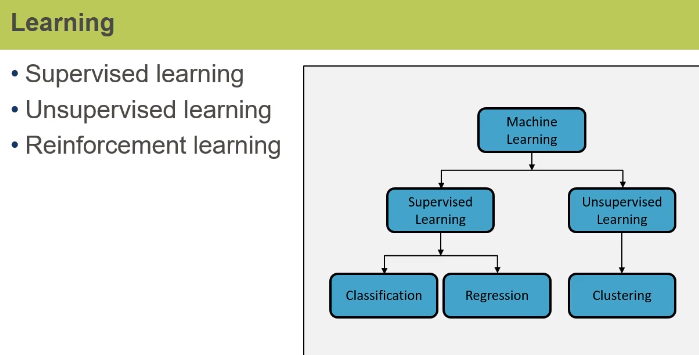 Learning
• Supervised learning
• Unsupervised learning
• Reinforcement learning
Machine
Learning
Supervised
Learning
Unsupervised
Learning
Classification
Regression
Clustering